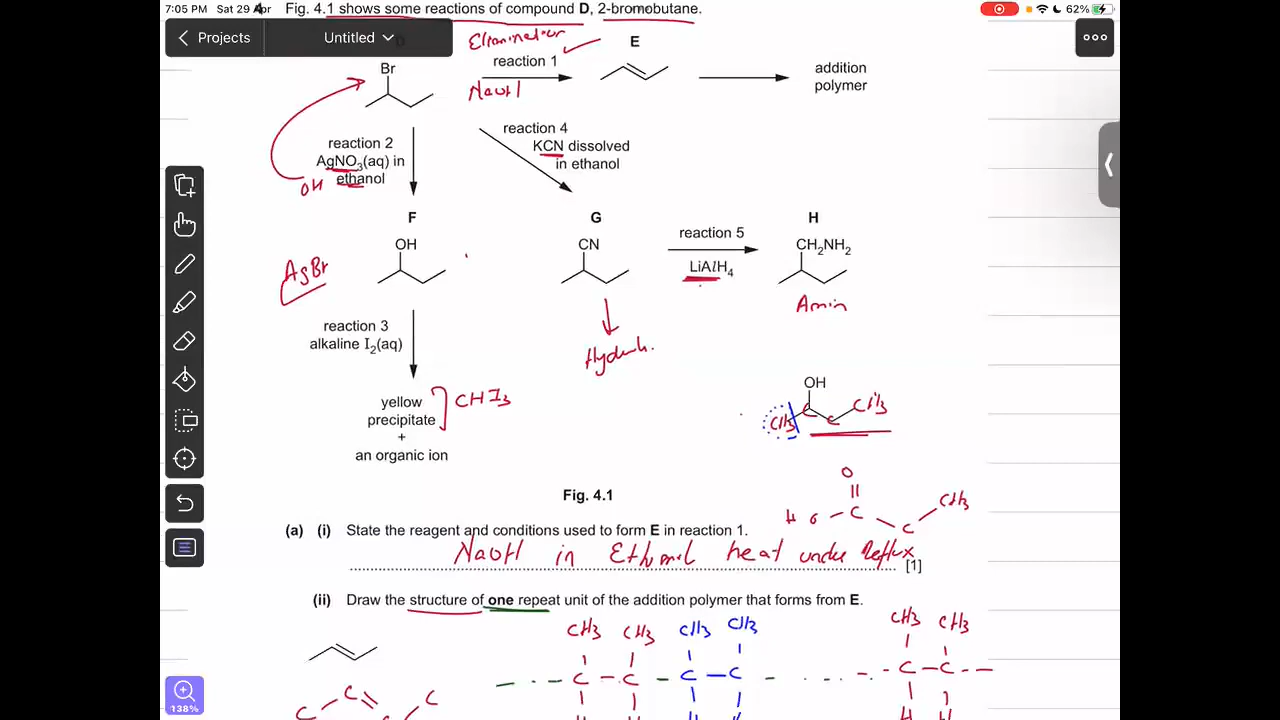 7:05 PM Sat 29 Apr
62%
Fig. 4.1 shows some reactions of compound D, 2-bromobutane.
Projects
Untitled
Elimination
E
reaction 1
Br
NaOH
addition
polymer
reaction 4
KCN dissolved
in ethanol
reaction 2
AgNO3(aq) in
ethanol
OH
F
G
H
reaction 5
OH
CN
CH2NH2
LiAlH4
AgBr
Amin
reaction 3
alkaline I2(aq)
OH
yellow
precipitate
CHI3
+
an organic ion
CH3
C
C
CH3
Fig. 4.1
O
||
H O – C
C
CH3
(a) (i) State the reagent and conditions used to form E in reaction 1.
NaOH in Ethanol heat under Reflux
[1]
(ii) Draw the structure of one repeat unit of the addition polymer that forms from E.
CH3 CH3 CH3 CH3 CH3 CH3
C – C – C – C C – C
C C C C
H H H H H
138%